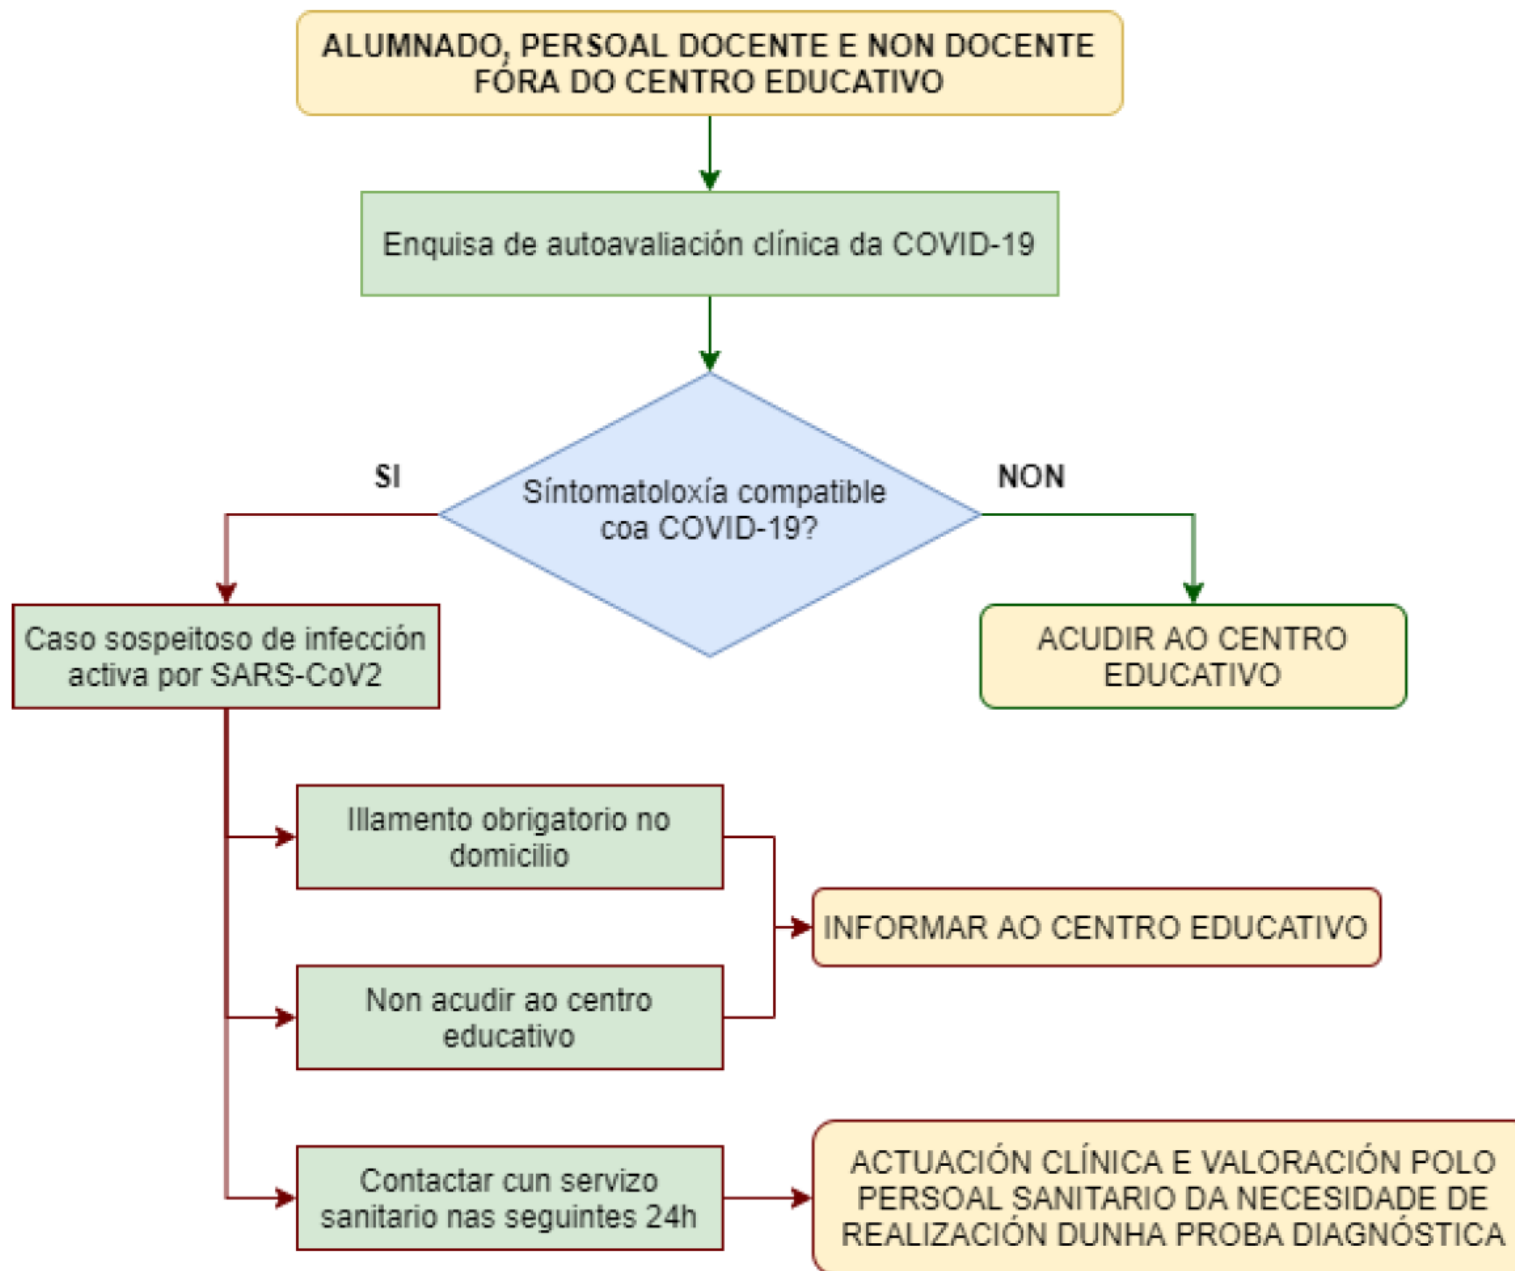 ALUMNADO, PERSOAL DOCENTE E NON DOCENTE
FÓRA DO CENTRO EDUCATIVO
Enquisa de autoavaliación clínica da COVID-19
SI
NON
Síntomatoloxía compatible
coa COVID-19?
Caso sospeitoso de infección
activa por SARS-CoV2
ACUDIR AO CENTRO
EDUCATIVO
Illamento obrigatorio no
domicilio
INFORMAR AO CENTRO EDUCATIVO
Non acudir ao centro
educativo
Contactar cun servizo
sanitario nas seguintes 24h
ACTUACIÓN CLÍNICA E VALORACIÓN POLO
PERSOAL SANITARIO DA NECESIDADE DE
REALIZACIÓN DUNHA PROBA DIAGNÓSTICA